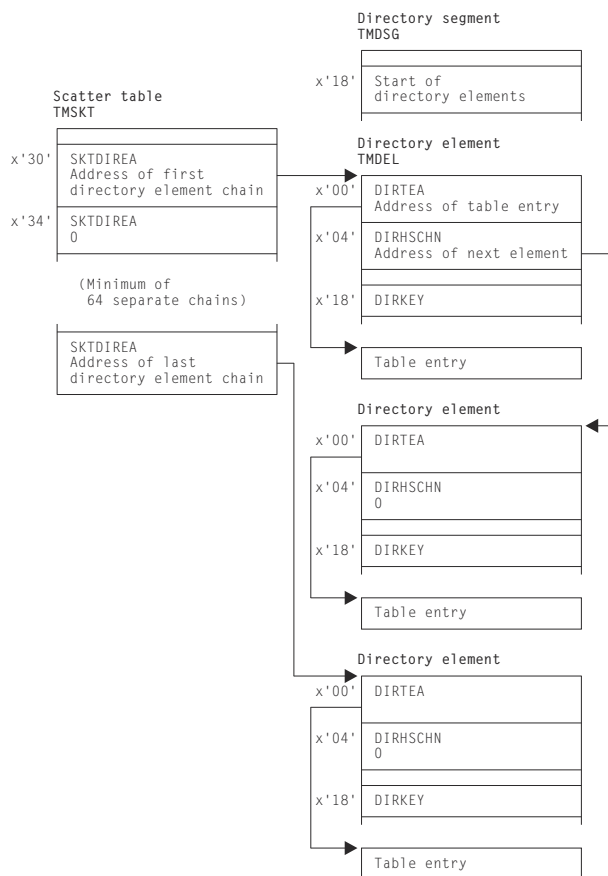 Directory segment
TMDSG
x'18'
Start of
directory elements
Scatter table
TMSKT
x'30'
SKTDIREA
Address of first
directory element chain
x'34'
SKTDIREA
0
(Minimum of
64 separate chains)
SKTDIREA
Address of last
directory element chain
Directory element
TMDEL
x'00'
DIRTEA
Address of table entry
x'04'
DIRHSCHN
Address of next element
x'18'
DIRKEY
Table entry
Directory element
x'00'
DIRTEA
x'04'
DIRHSCHN
0
x'18'
DIRKEY
Table entry
Directory element
x'00'
DIRTEA
x'04'
DIRHSCHN
0
x'18'
DIRKEY
Table entry